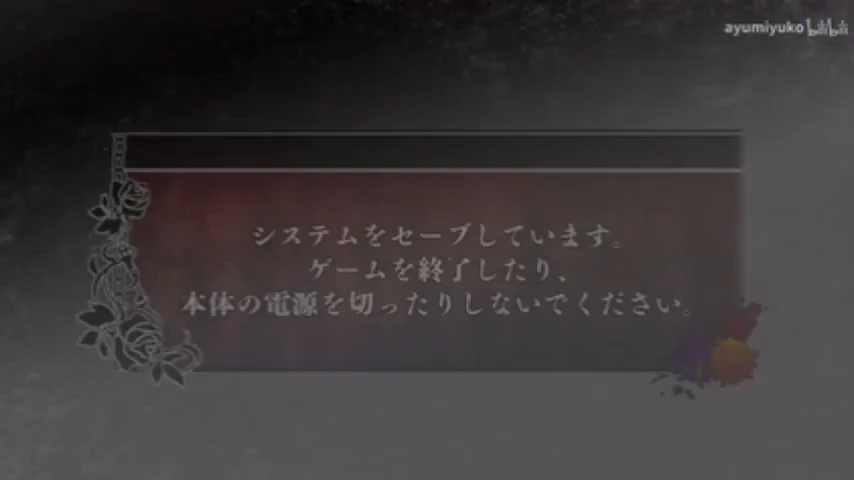 ayumiyuko bilibili
システムをセーブしています。
ゲームを終了したり、
本体の電源を切ったりしないでください。